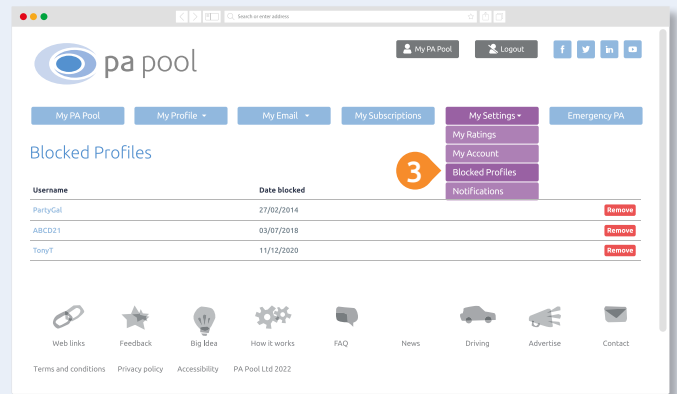 Search or enter address
pa pool
My PA Pool
Logout
My PA Pool
My Profile
My Email
My Subscriptions
My Settings
Emergency PA
My Ratings
My Account
Blocked Profiles
Notifications
3
Blocked Profiles
Username Date blocked
PartyGal 27/02/2014 Remove
ABCD21 03/07/2018 Remove
TonyT 11/12/2020 Remove
Web links Feedback Big Idea How it works FAQ News Driving Advertise Contact
Terms and conditions Privacy policy Accessibility PA Pool Ltd 2022